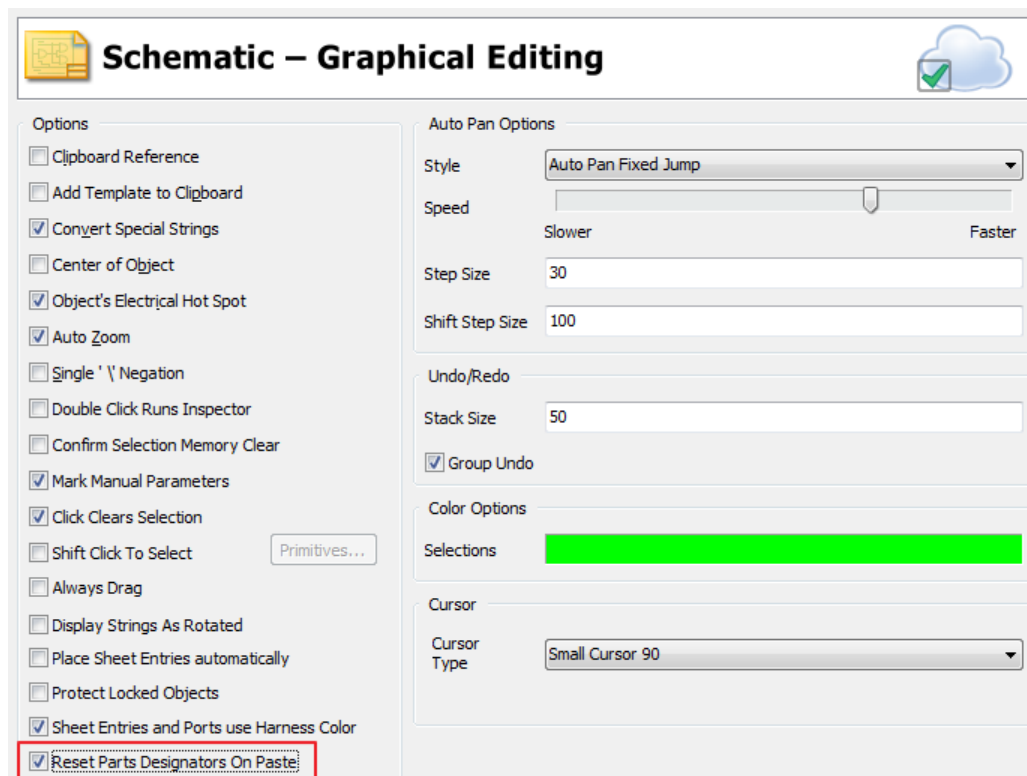 Schematic – Graphical Editing
Options
Clipboard Reference
Add Template to Clipboard
Convert Special Strings
Center of Object
Object's Electrical Hot Spot
Auto Zoom
Single ' \' Negation
Double Click Runs Inspector
Confirm Selection Memory Clear
Mark Manual Parameters
Click Clears Selection
Shift Click To Select
Primitives...
Always Drag
Display Strings As Rotated
Place Sheet Entries automatically
Protect Locked Objects
Sheet Entries and Ports use Harness Color
Reset Parts Designators On Paste
Auto Pan Options
Style
Auto Pan Fixed Jump
Speed
Slower Faster
Step Size
30
Shift Step Size
100
Undo/Redo
Stack Size
50
Group Undo
Color Options
Selections
Cursor
Cursor
Type
Small Cursor 90